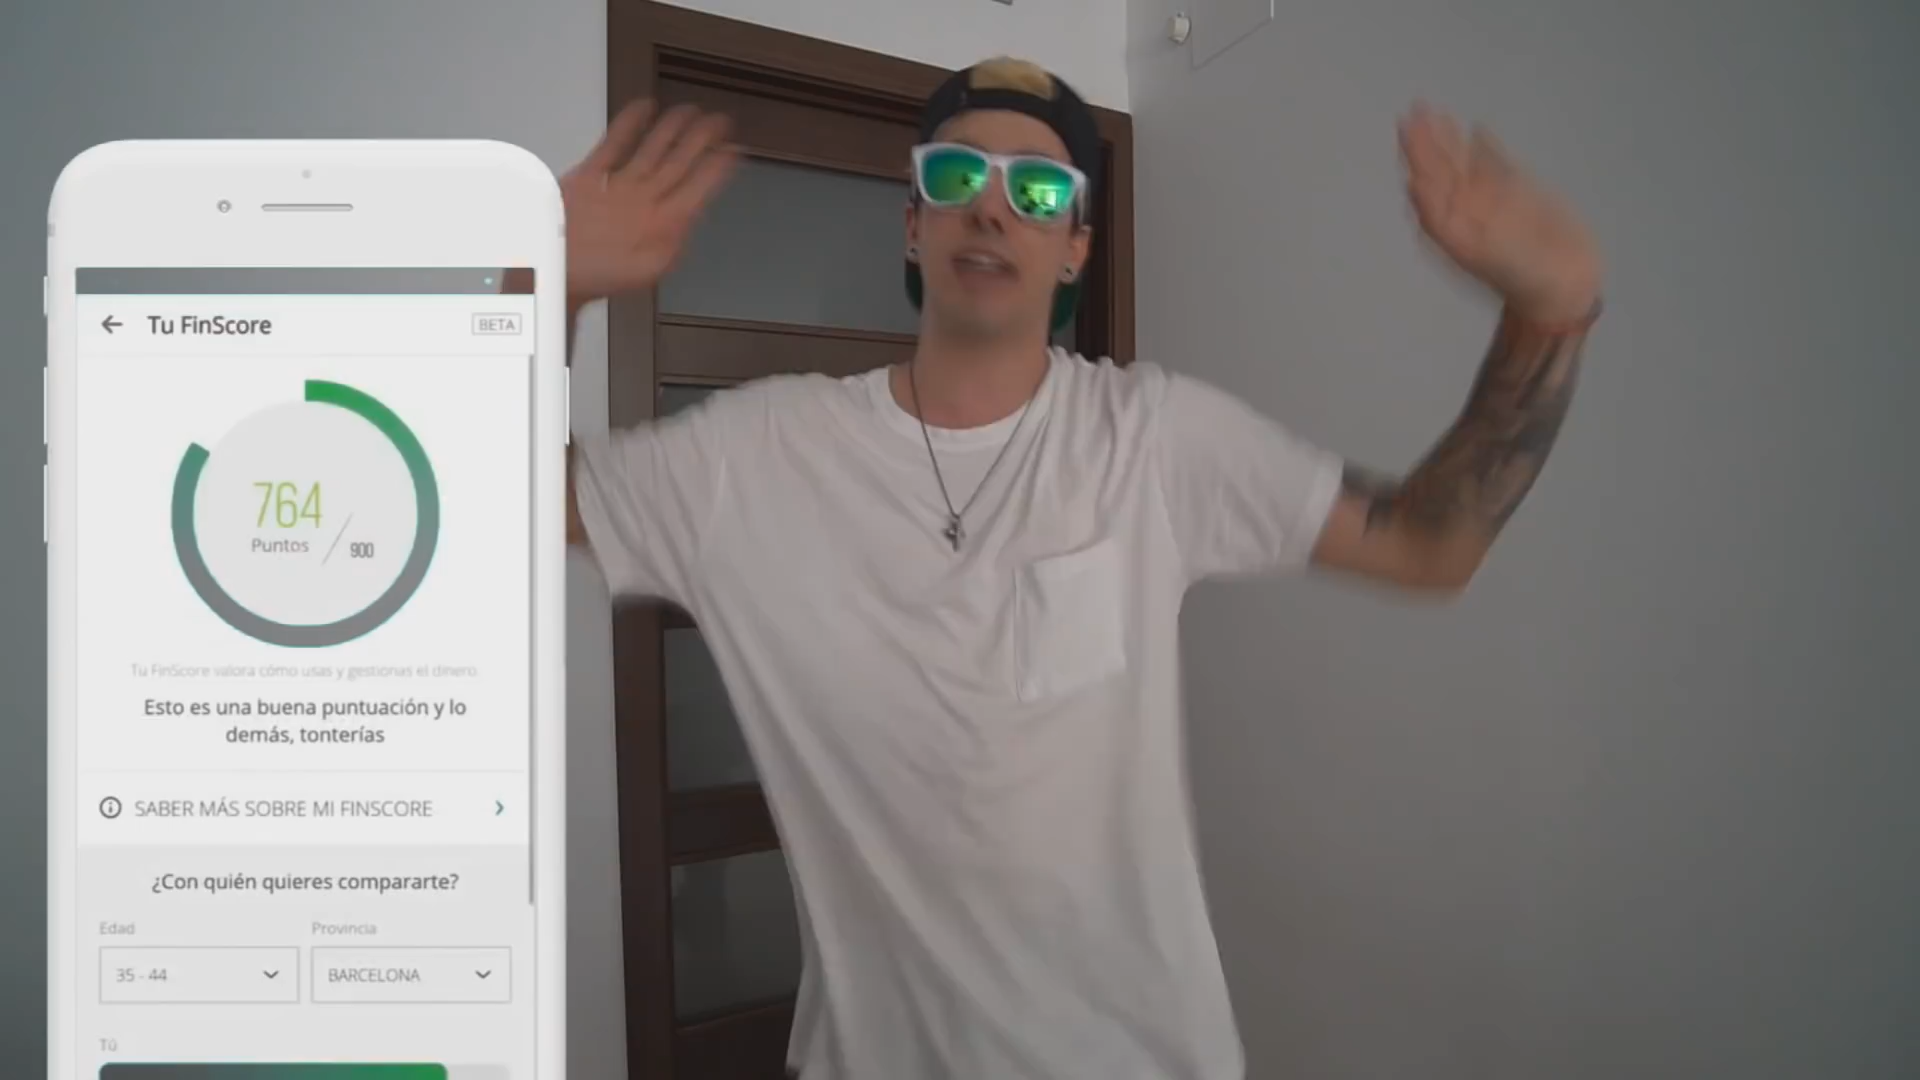 Tu FinScore
BETA
764
Puntos
900
Tu FinScore valora cómo usas y gestionas el dinero.
Esto es una buena puntuación y lo
demás, tonterías
SABER MÁS SOBRE MI FINSCORE
¿Con quién quieres compararte?
Edad
Provincia
35 - 44
BARCELONA
Tú